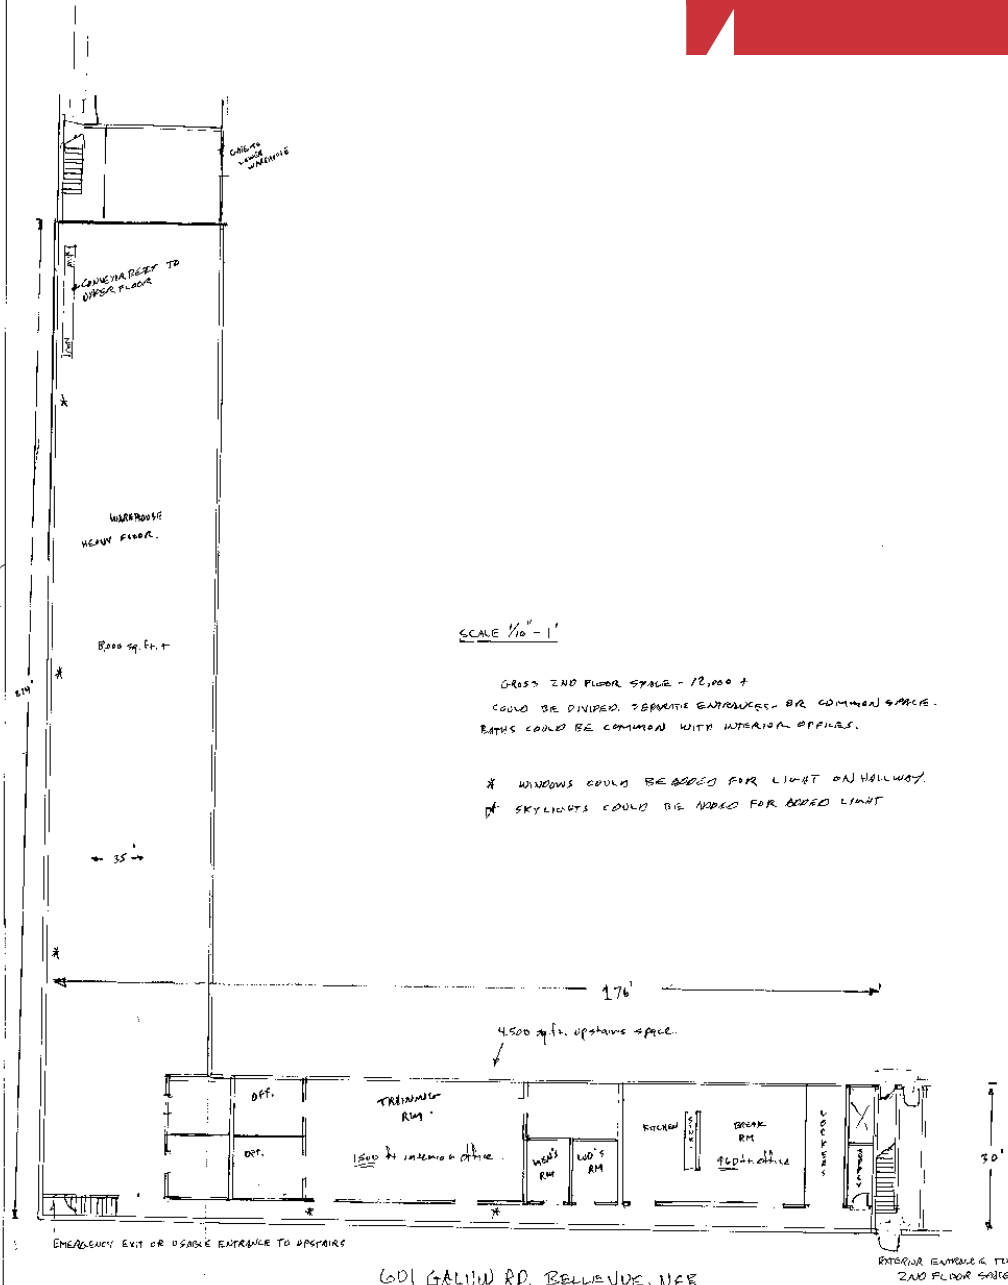 GATE TO
LOWER
WAREHOUSE
CONVEYOR BELT TO
UPPER FLOOR
DOWN
WAREHOUSE
HEAVY FLOOR.
8,000 sq. ft. +
219'
35'
SCALE 1/10" - 1'
GROSS 2ND FLOOR SPACE - 12,000 +
COULD BE DIVIDED. SEPARATE ENTRANCES - OR COMMON SPACE.
BATHS COULD BE COMMON WITH INTERIOR OFFICES.
* WINDOWS COULD BE ADDED FOR LIGHT ON HALLWAY.
* SKYLIGHTS COULD BE ADDED FOR ADDED LIGHT
176'
4,500 sq. ft. upstairs space.
OFF.
TRAINING
RM.
1500 ft interior office
OFF.
MEN'S
RM
WO'S
RM
KITCHEN
SINK
BREAK
RM
960 ft office
LOCKERS
30'
EMERGENCY EXIT OR USABLE ENTRANCE TO UPSTAIRS
EXTERIOR ENTRANCE TO
2ND FLOOR SPACE
601 GALVIN RD. BELLEVUE, NEB